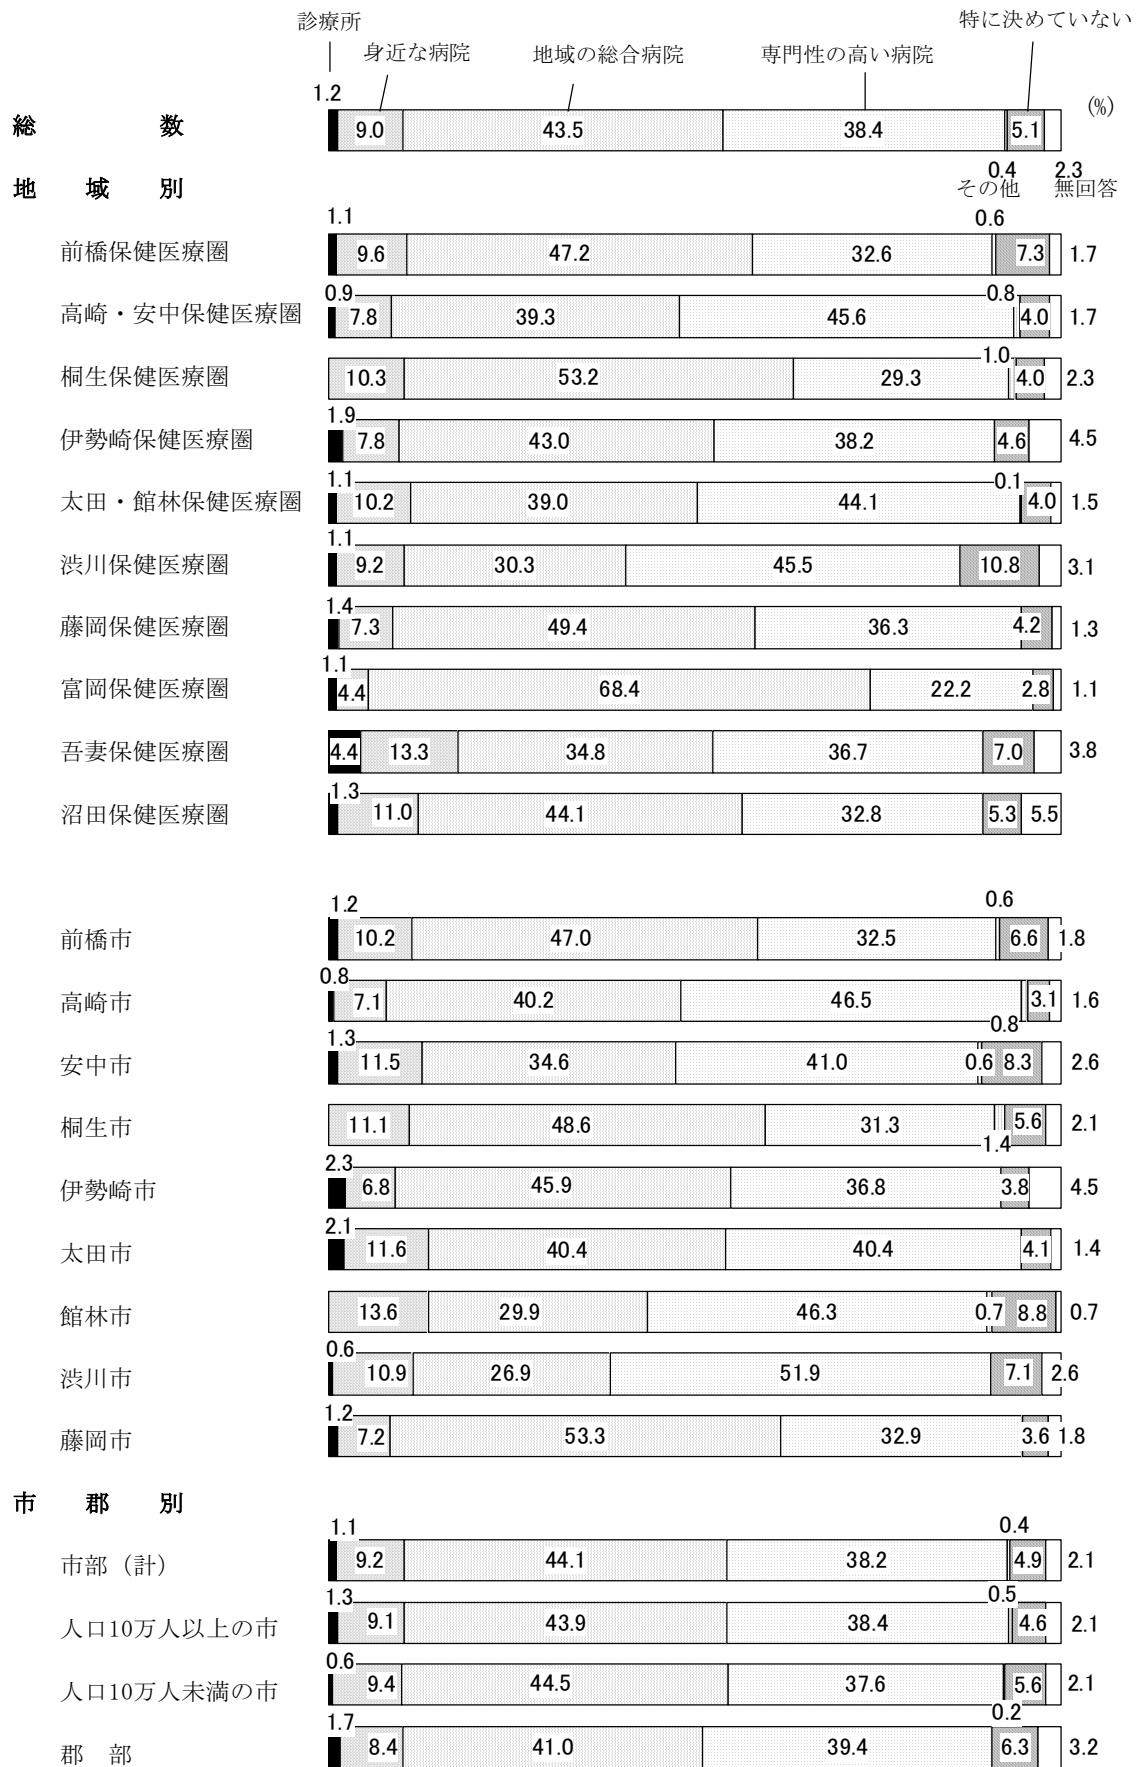 診療所 特に決めていない
身近な病院 地域の総合病院 専門性の高い病院
1.2 (%)
総数 9.0 43.5 38.4 5.1
0.4 2.3
地域別 その他 無回答
1.1 0.6
前橋保健医療圏 9.6 47.2 32.6 7.3 1.7
0.9 0.8
高崎・安中保健医療圏 7.8 39.3 45.6 4.0 1.7
1.0
桐生保健医療圏 10.3 53.2 29.3 4.0 2.3
1.9
伊勢崎保健医療圏 7.8 43.0 38.2 4.6 4.5
1.1 0.1
太田・館林保健医療圏 10.2 39.0 44.1 4.0 1.5
1.1
渋川保健医療圏 9.2 30.3 45.5 10.8 3.1
1.4
藤岡保健医療圏 7.3 49.4 36.3 4.2 1.3
1.1
富岡保健医療圏 4.4 68.4 22.2 2.8 1.1
吾妻保健医療圏 4.4 13.3 34.8 36.7 7.0 3.8
1.3
沼田保健医療圏 11.0 44.1 32.8 5.3 5.5
1.2 0.6
前橋市 10.2 47.0 32.5 6.6 1.8
0.8
高崎市 7.1 40.2 46.5 3.1 1.6
0.8
1.3
安中市 11.5 34.6 41.0 0.6 8.3 2.6
桐生市 11.1 48.6 31.3 5.6 2.1
1.4
2.3
伊勢崎市 6.8 45.9 36.8 3.8 4.5
2.1
太田市 11.6 40.4 40.4 4.1 1.4
館林市 13.6 29.9 46.3 0.7 8.8 0.7
0.6
渋川市 10.9 26.9 51.9 7.1 2.6
1.2
藤岡市 7.2 53.3 32.9 3.6 1.8
市郡別
1.1 0.4
市部（計） 9.2 44.1 38.2 4.9 2.1
1.3 0.5
人口10万人以上の市 9.1 43.9 38.4 4.6 2.1
0.6
人口10万人未満の市 9.4 44.5 37.6 5.6 2.1
0.2
1.7
郡部 8.4 41.0 39.4 6.3 3.2